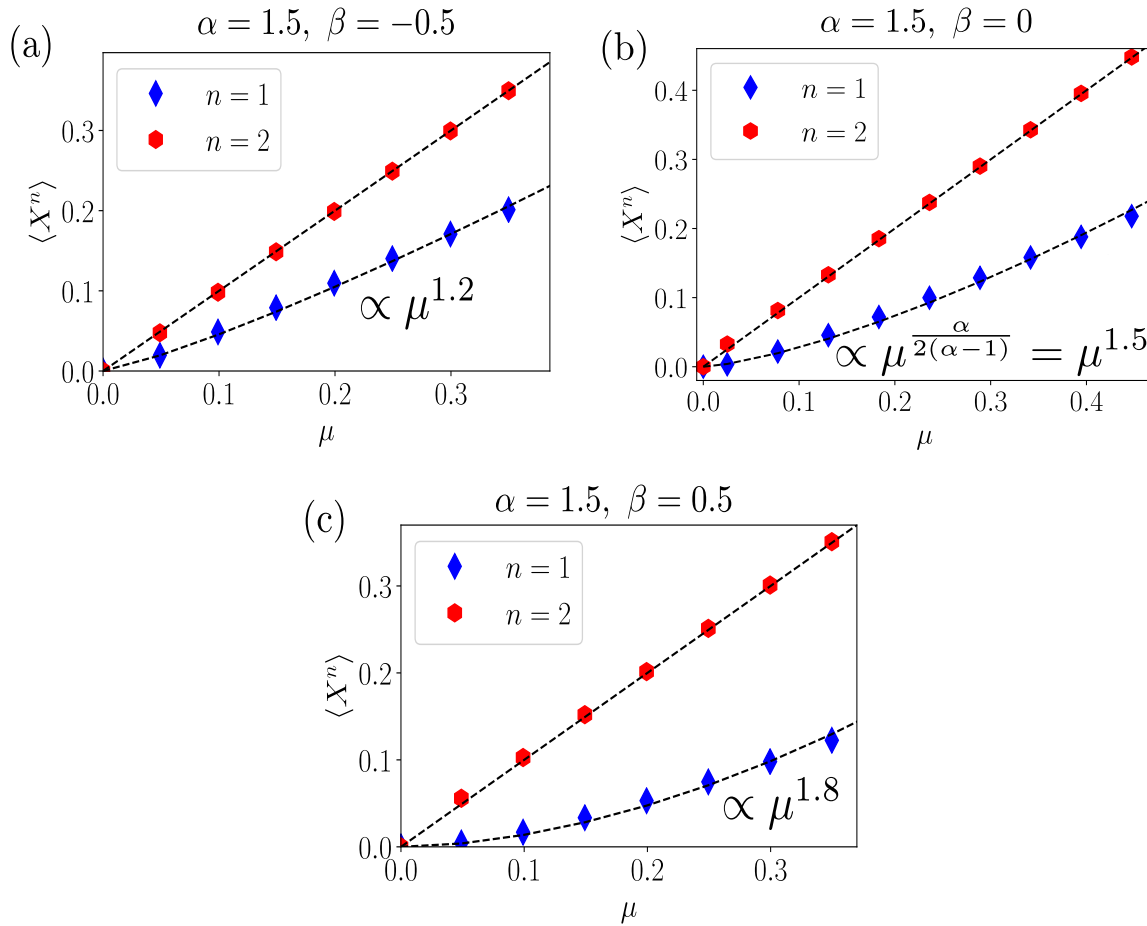 (a)
α = 1.5, β = −0.5
n = 1
n = 2
⟨Xⁿ⟩
0.3
0.2
0.1
0.0
∝ μ^1.2
0.0 0.1 0.2 0.3
μ
(b)
α = 1.5, β = 0
n = 1
n = 2
⟨Xⁿ⟩
0.4
0.3
0.2
0.1
0.0
∝ μ^{α/(2(α−1))} = μ^1.5
0.0 0.1 0.2 0.3 0.4
μ
(c)
α = 1.5, β = 0.5
n = 1
n = 2
⟨Xⁿ⟩
0.3
0.2
0.1
0.0
∝ μ^1.8
0.0 0.1 0.2 0.3
μ